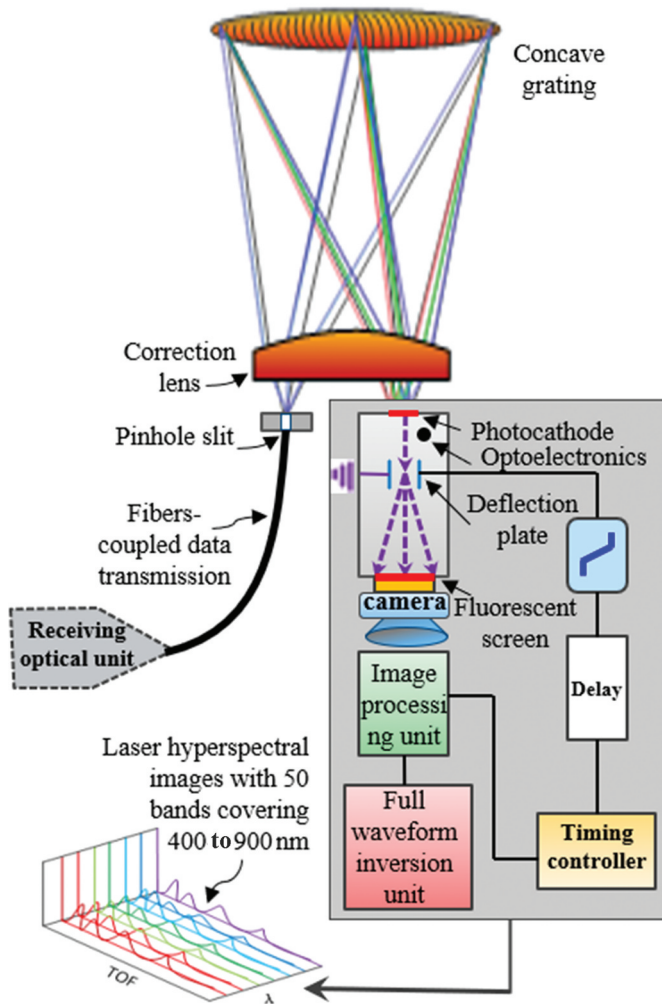 Concave
grating
Correction
lens
Pinhole slit
Photocathode
Optoelectronics
Deflection
plate
Fibers-
coupled data
transmission
camera
Fluorescent
screen
Receiving
optical unit
Image
processi
ng unit
Delay
Laser hyperspectral
images with 50
bands covering
400 to 900 nm
Full
waveform
inversion
unit
Timing
controller
TOF
λ